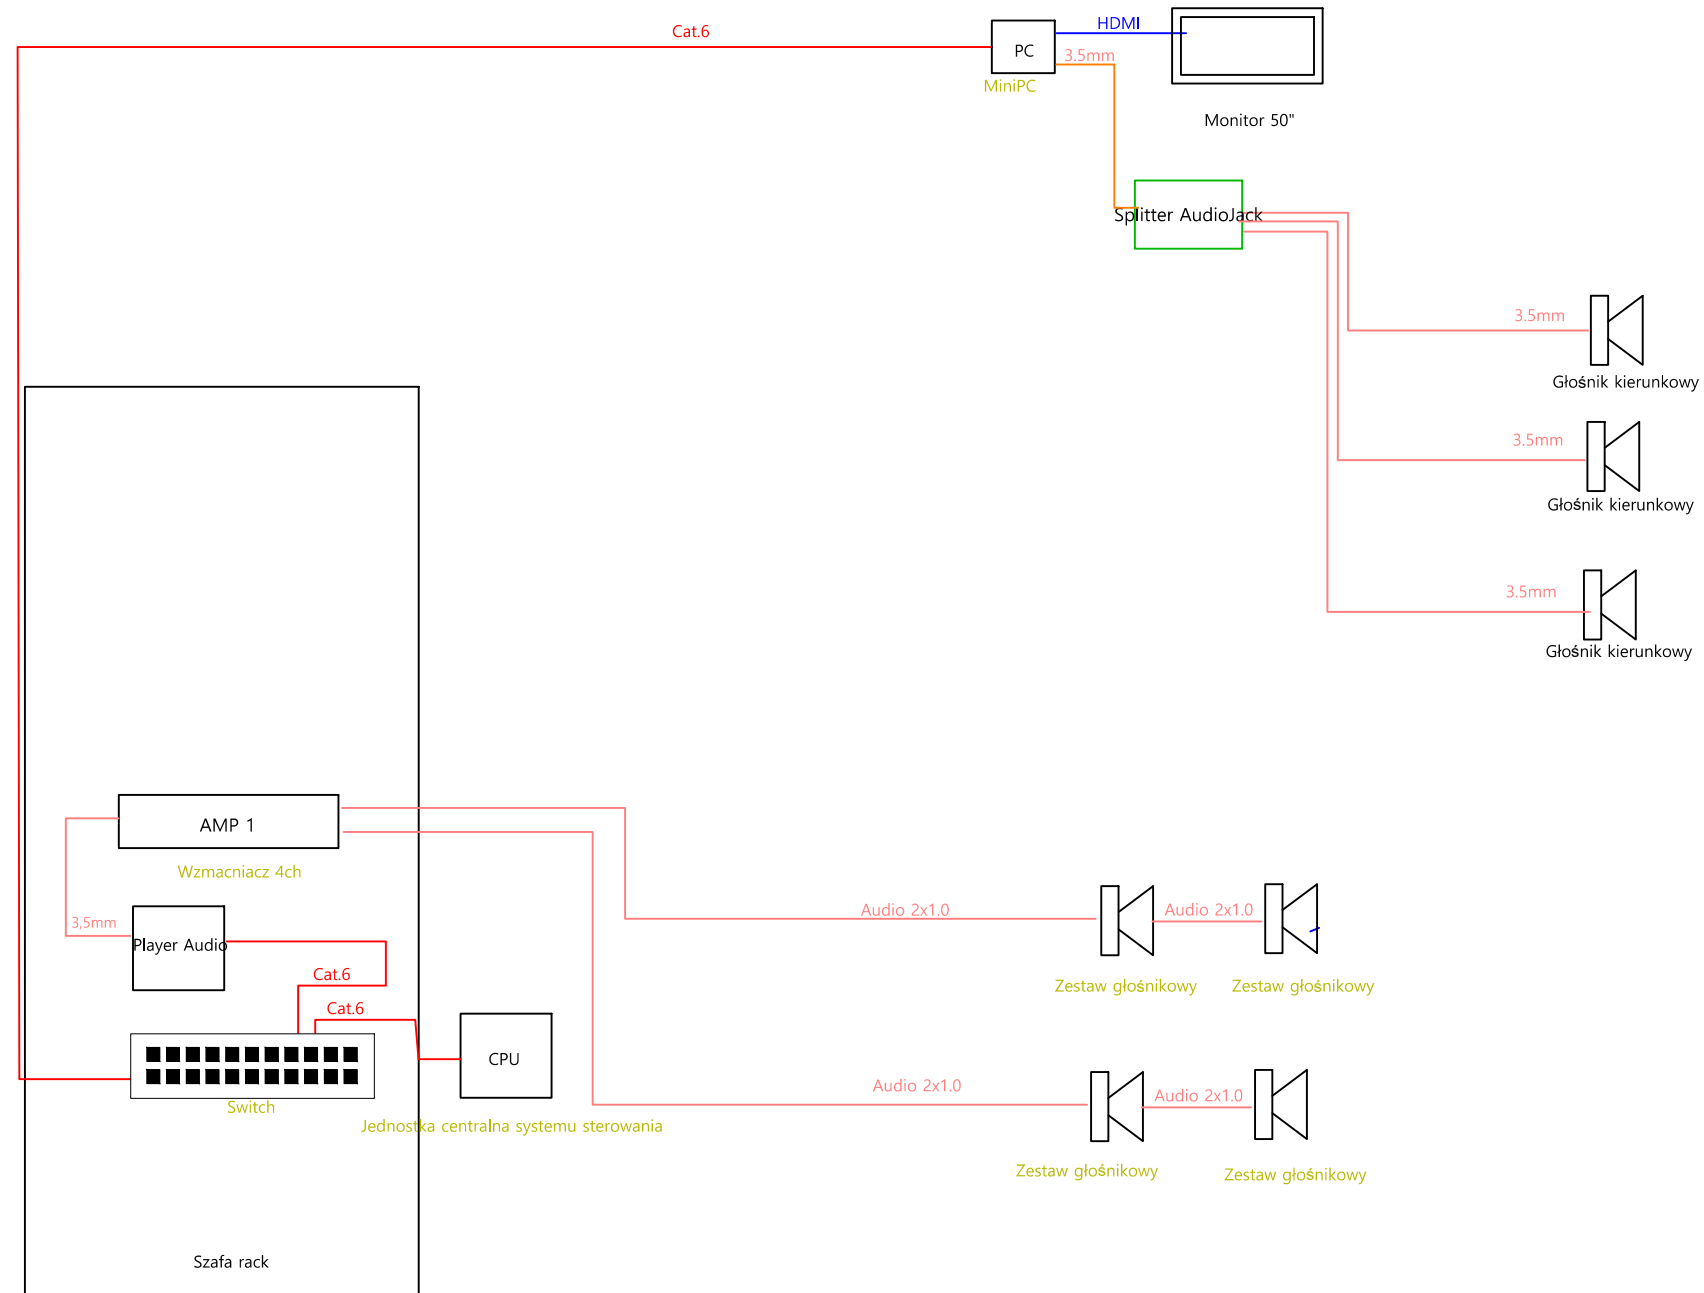 Cat.6
HDMI
PC
3.5mm
MiniPC
Monitor 50"
Splitter AudioJack
3.5mm
Głośnik kierunkowy
3.5mm
Głośnik kierunkowy
3.5mm
Głośnik kierunkowy
AMP 1
Wzmacniacz 4ch
3,5mm
Player Audio
Cat.6
Cat.6
CPU
Switch
Jednostka centralna systemu sterowania
Audio 2x1.0
Audio 2x1.0
Zestaw głośnikowy
Zestaw głośnikowy
Audio 2x1.0
Audio 2x1.0
Zestaw głośnikowy
Zestaw głośnikowy
Szafa rack